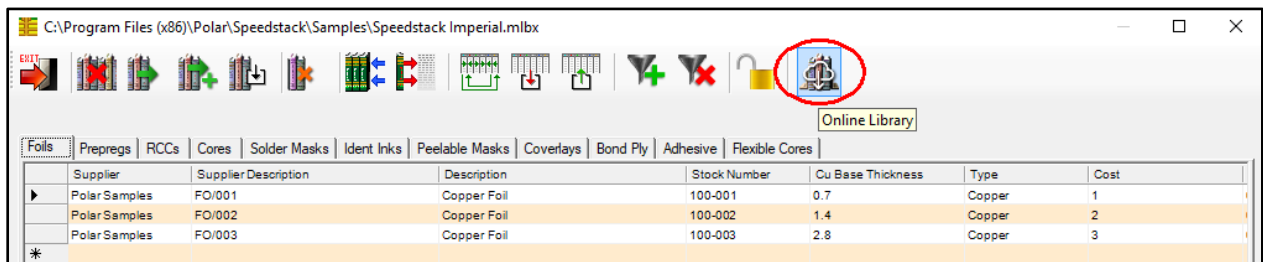 C:\Program Files (x86)\Polar\Speedstack\Samples\Speedstack Imperial.mlbx
EXIT
Online Library
Foils Prepregs RCCs Cores Solder Masks Ident Inks Peelable Masks Coverlays Bond Ply Adhesive Flexible Cores
Supplier Supplier Description Description Stock Number Cu Base Thickness Type Cost
Polar Samples FO/001 Copper Foil 100-001 0.7 Copper 1
Polar Samples FO/002 Copper Foil 100-002 1.4 Copper 2
Polar Samples FO/003 Copper Foil 100-003 2.8 Copper 3